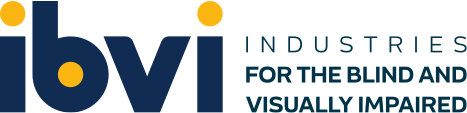 ibvi
INDUSTRIES
FOR THE BLIND AND
VISUALLY IMPAIRED